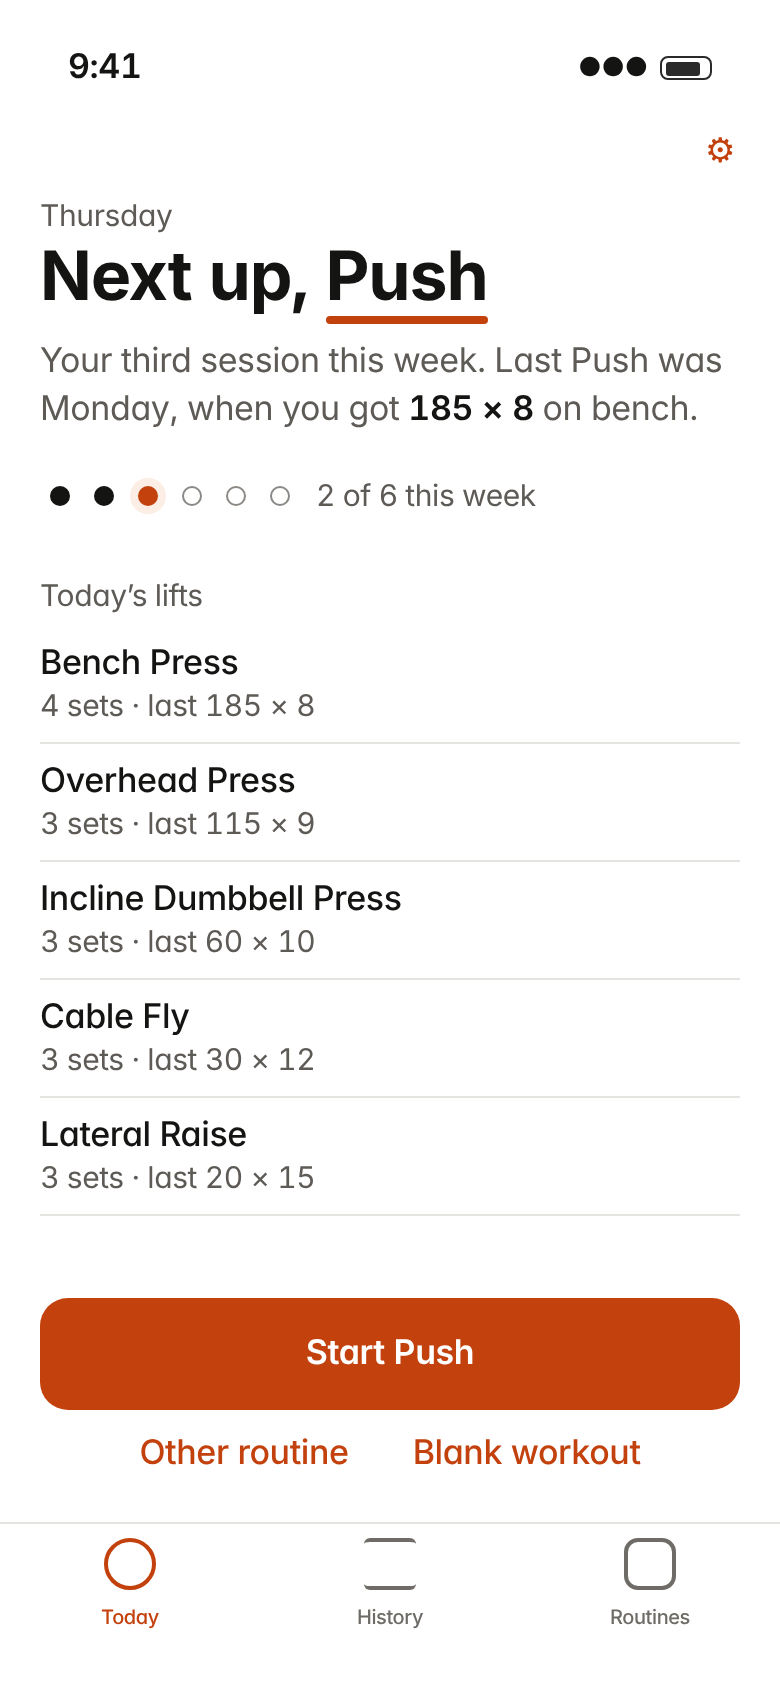 9:41
Thursday
Next up, Push
Your third session this week. Last Push was
Monday, when you got 185 × 8 on bench.
2 of 6 this week
Today’s lifts
Bench Press
4 sets · last 185 × 8
Overhead Press
3 sets · last 115 × 9
Incline Dumbbell Press
3 sets · last 60 × 10
Cable Fly
3 sets · last 30 × 12
Lateral Raise
3 sets · last 20 × 15
Start Push
Other routine Blank workout
Today History Routines